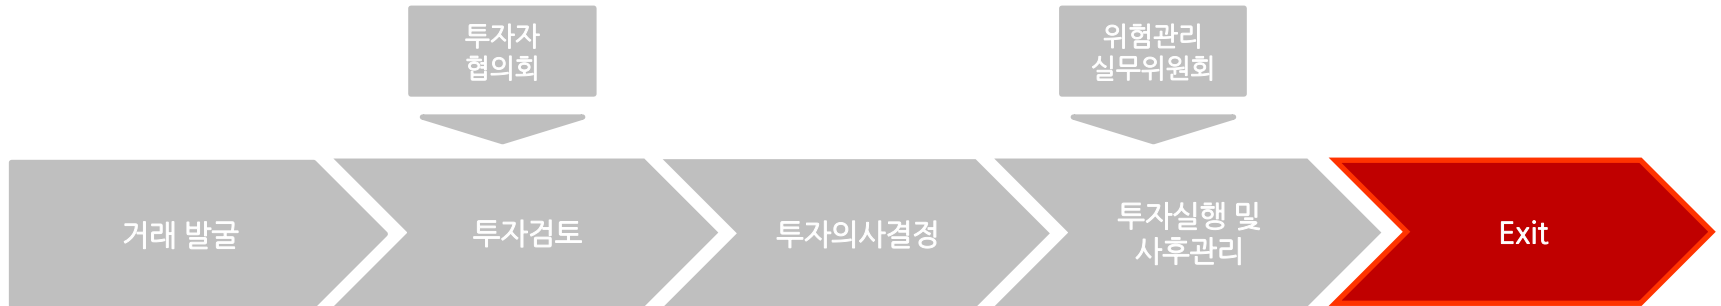 투자자
협의회
위험관리
실무위원회
거래 발굴
투자검토
투자의사결정
투자실행 및
사후관리
Exit